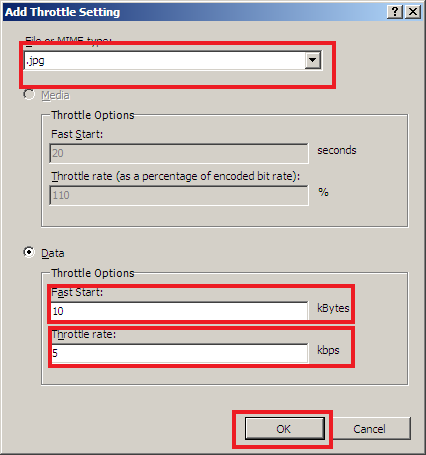 Add Throttle Setting
File or MIME type:
.jpg
Media
Throttle Options
Fast Start:
20 seconds
Throttle rate (as a percentage of encoded bit rate):
110 %
Data
Throttle Options
Fast Start:
10 kBytes
Throttle rate:
5 kbps
OK Cancel